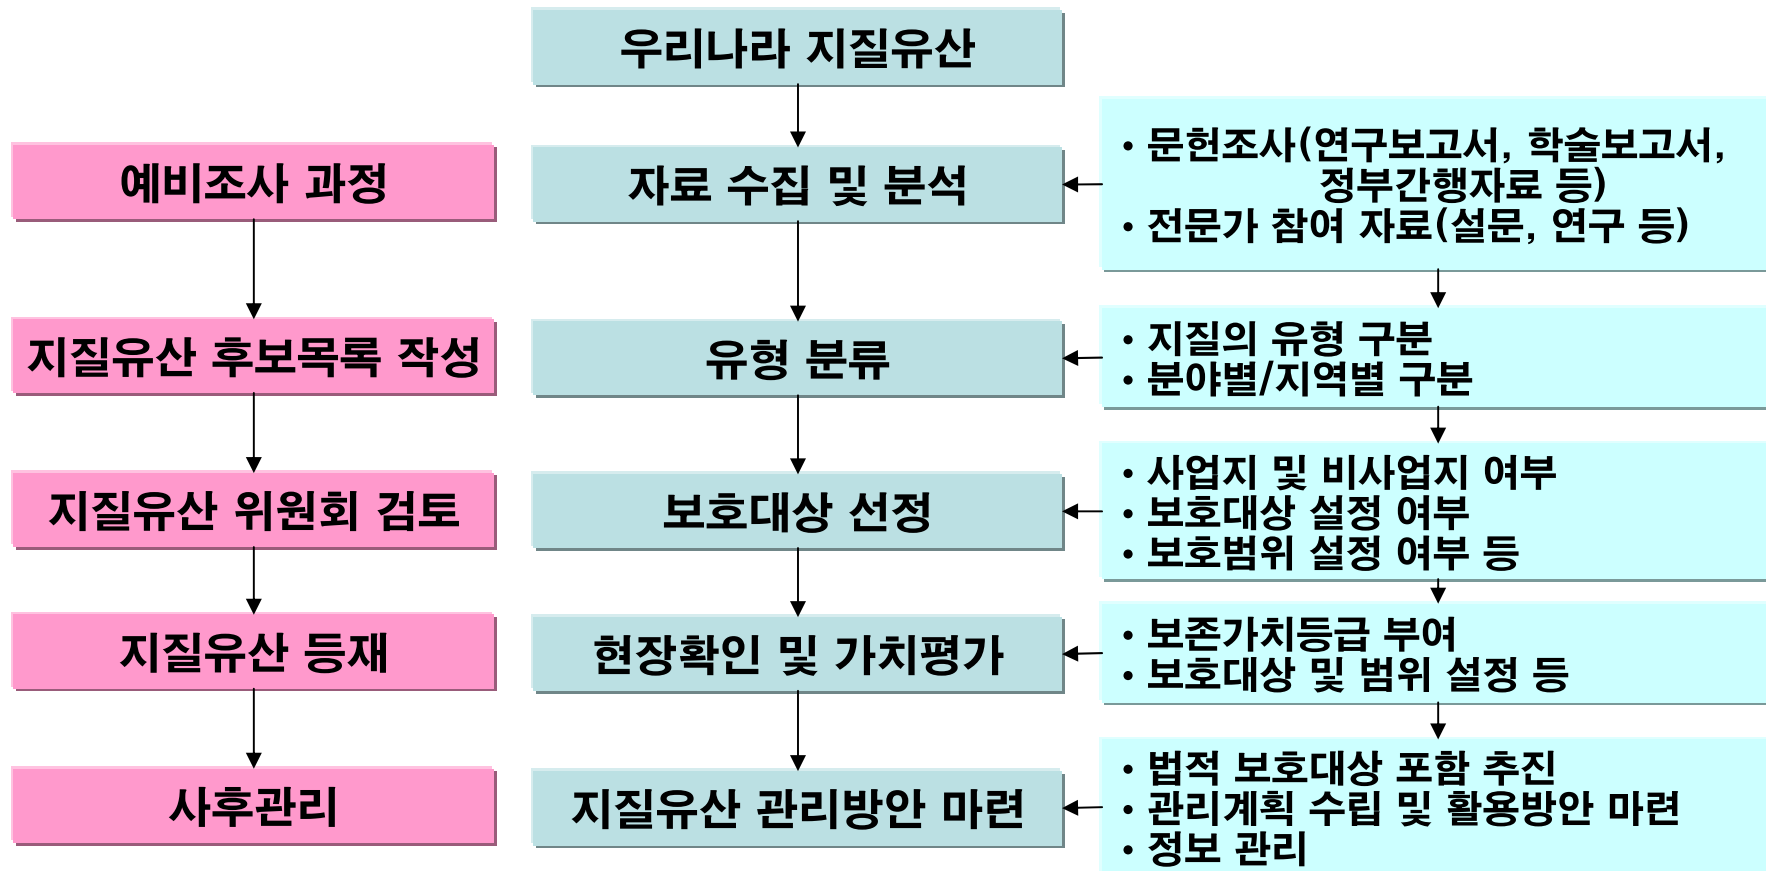 우리나라 지질유산
예비조사 과정
자료 수집 및 분석
• 문헌조사(연구보고서, 학술보고서,
정부간행자료 등)
• 전문가 참여 자료(설문, 연구 등)
지질유산 후보목록 작성
유형 분류
• 지질의 유형 구분
• 분야별/지역별 구분
지질유산 위원회 검토
보호대상 선정
• 사업지 및 비사업지 여부
• 보호대상 설정 여부
• 보호범위 설정 여부 등
지질유산 등재
현장확인 및 가치평가
• 보존가치등급 부여
• 보호대상 및 범위 설정 등
사후관리
지질유산 관리방안 마련
• 법적 보호대상 포함 추진
• 관리계획 수립 및 활용방안 마련
• 정보 관리